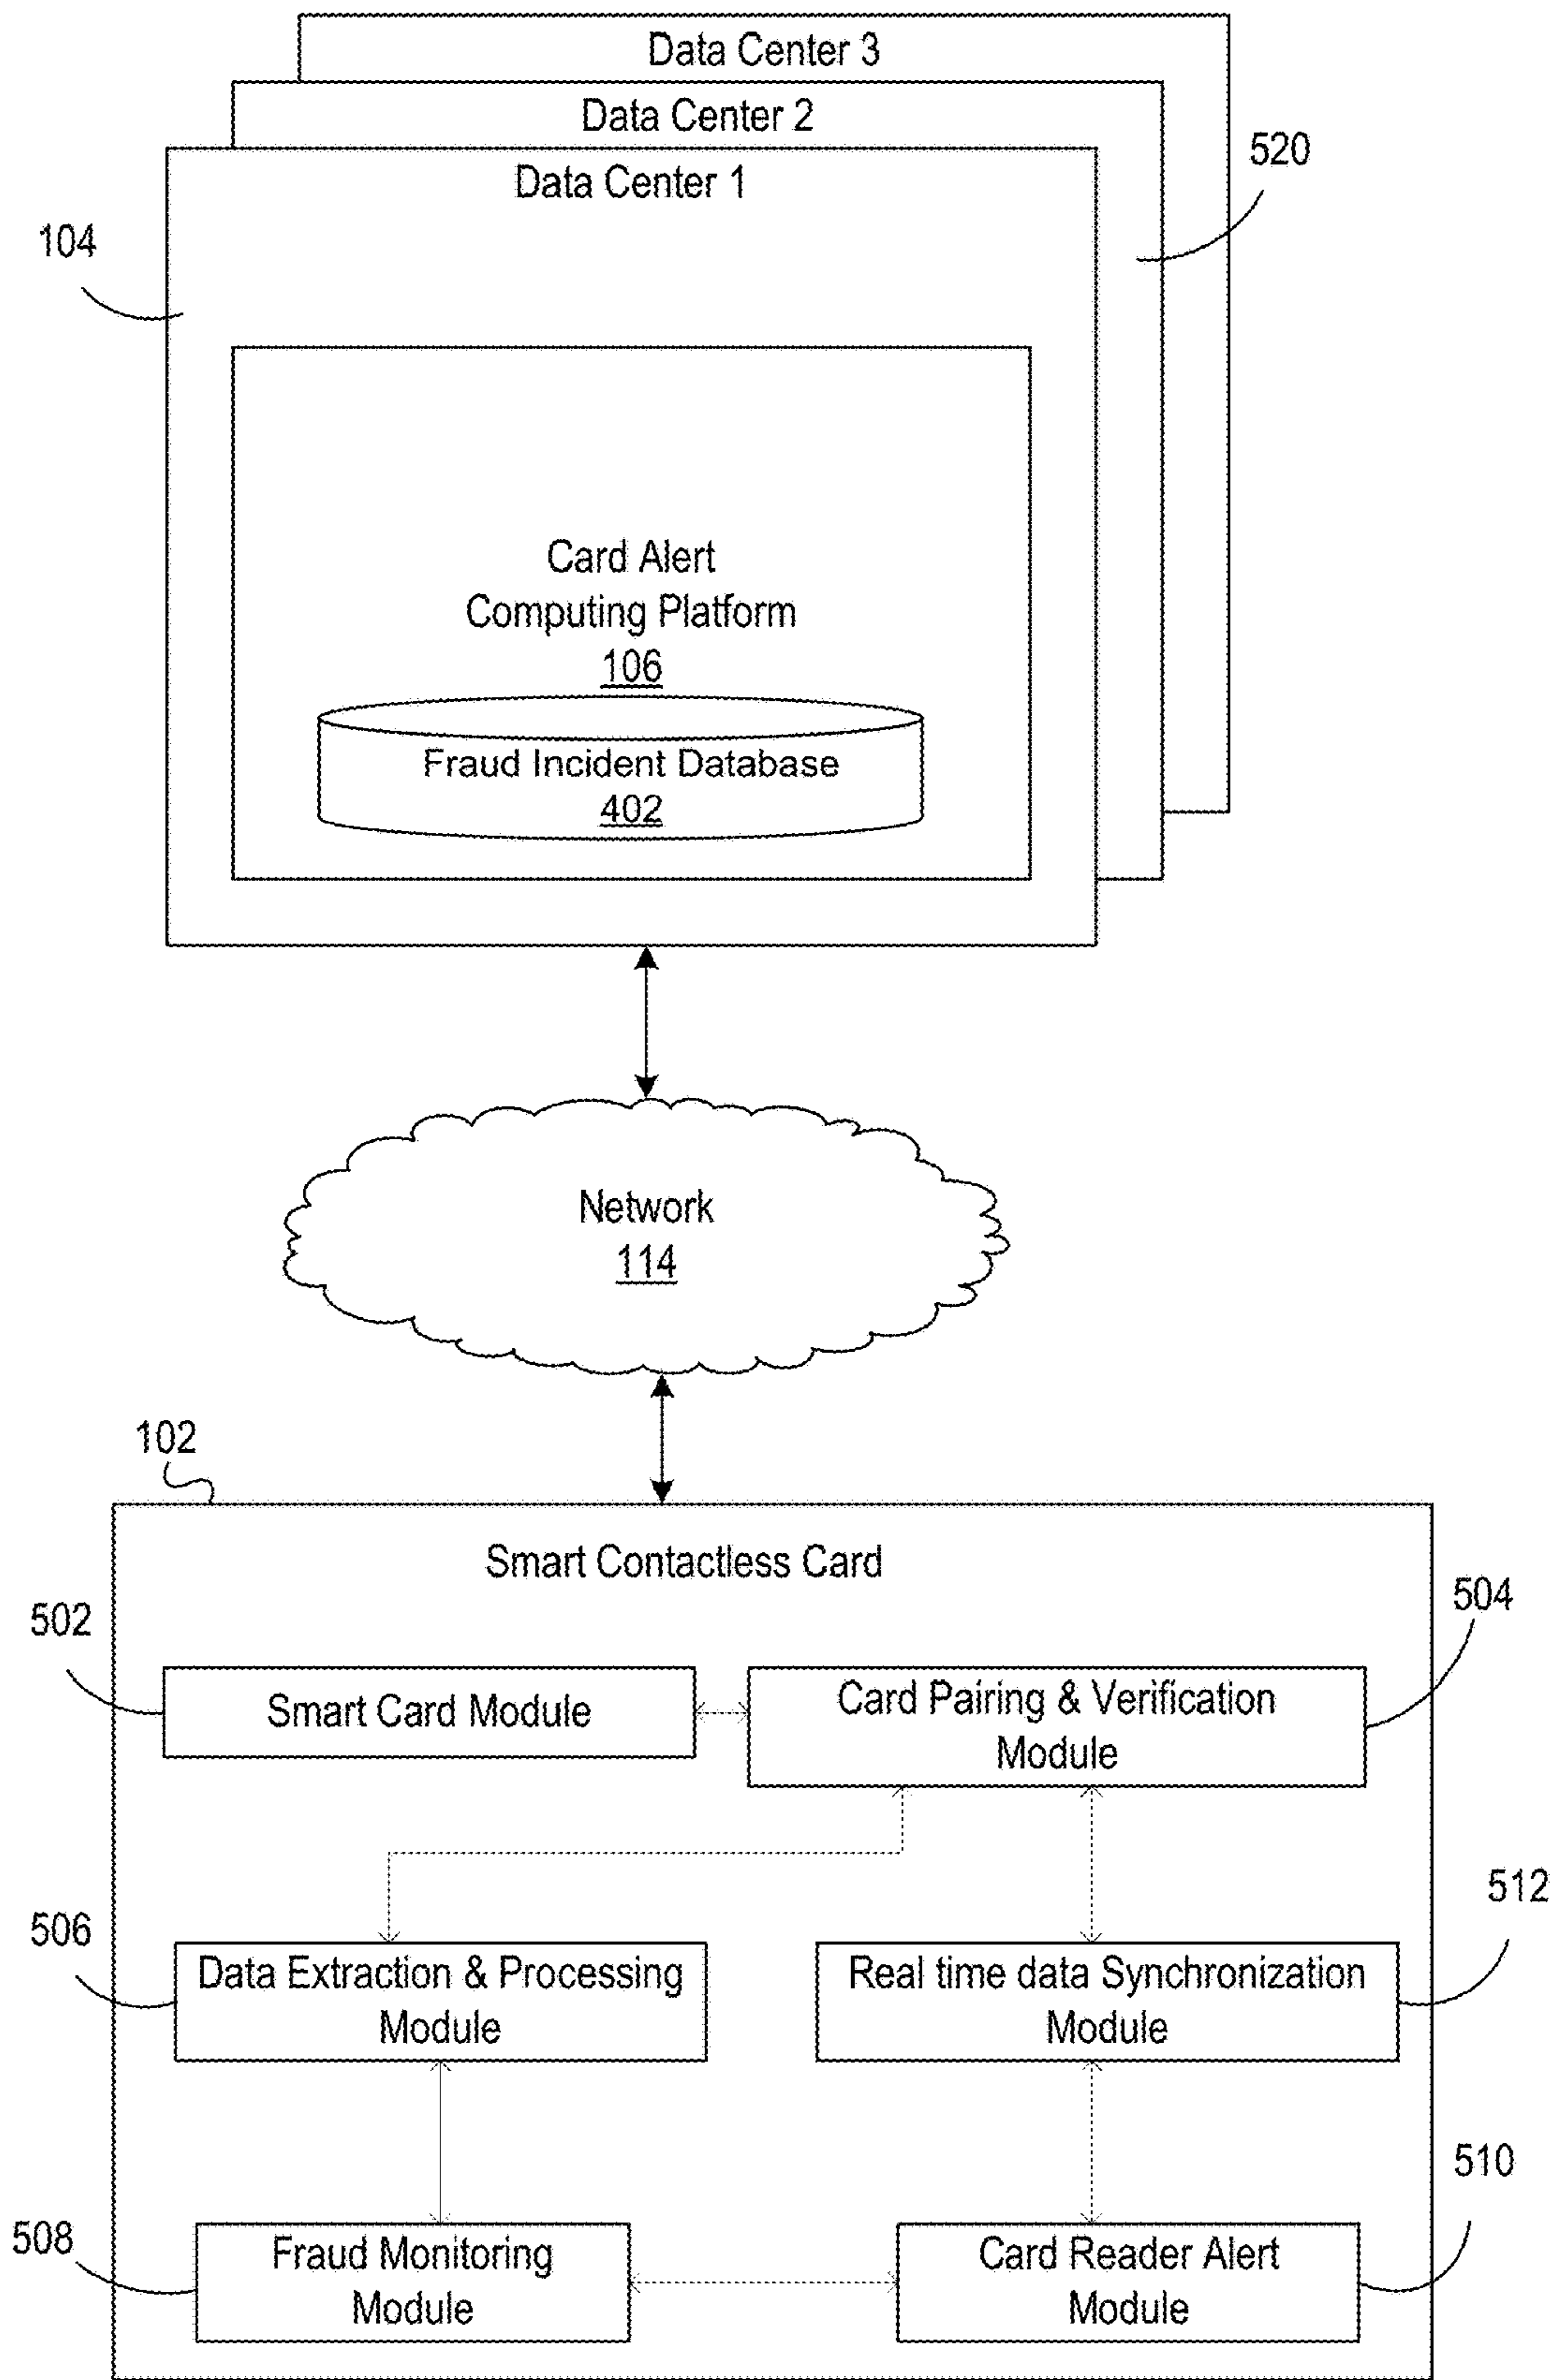 Data Center 3
Data Center 2
520
Data Center 1
104
Card Alert
Computing Platform
106
Fraud Incident Database
402
Network
114
102
Smart Contactless Card
502
504
Smart Card Module
Card Pairing & Verification
Module
506
512
Data Extraction & Processing
Module
Real time data Synchronization
Module
508
510
Fraud Monitoring
Module
Card Reader Alert
Module